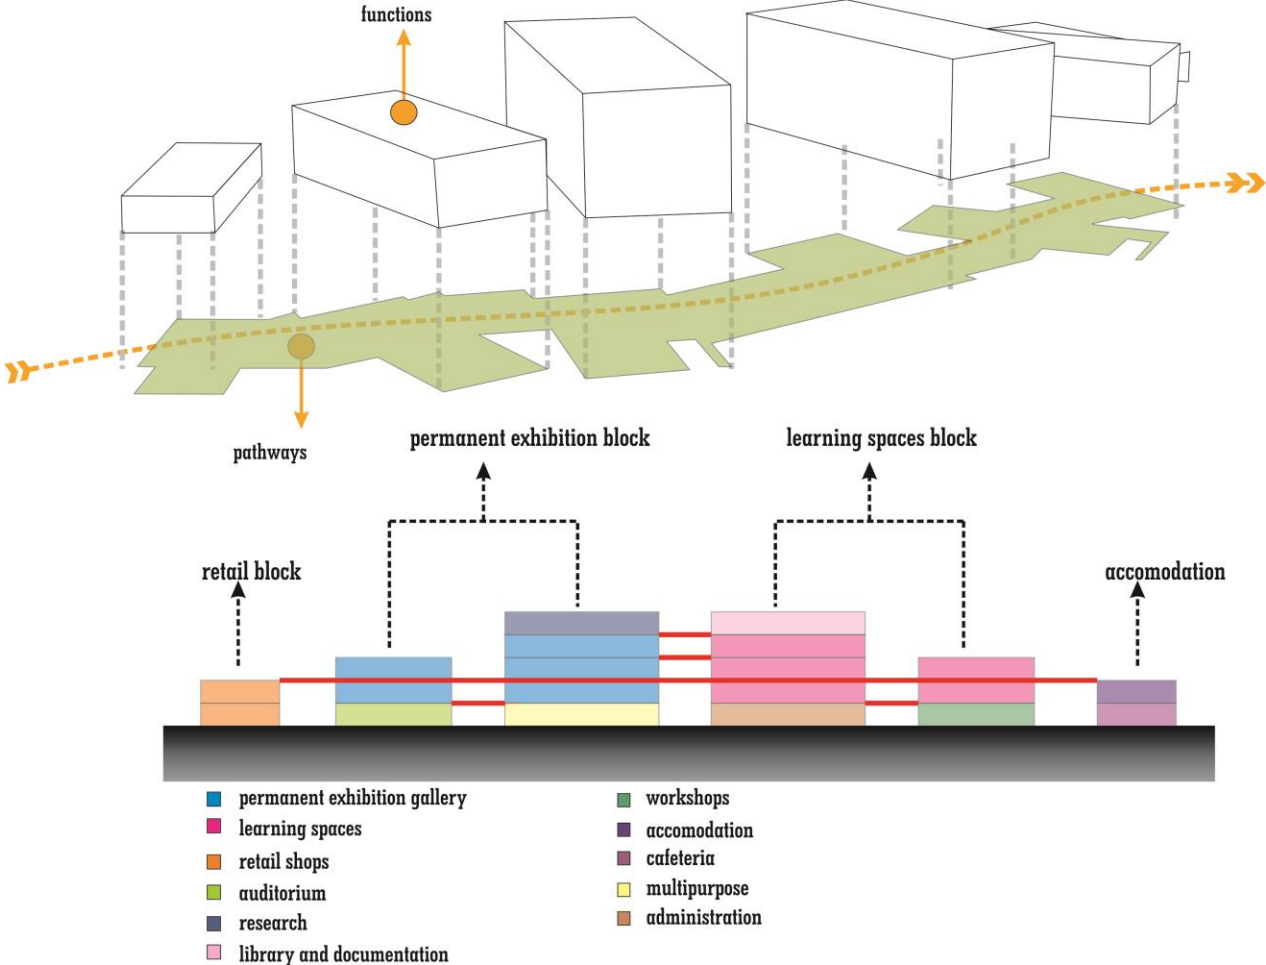 functions
pathways
permanent exhibition block
learning spaces block
retail block
accomodation
permanent exhibition gallery
learning spaces
retail shops
auditorium
research
library and documentation
workshops
accomodation
cafeteria
multipurpose
administration